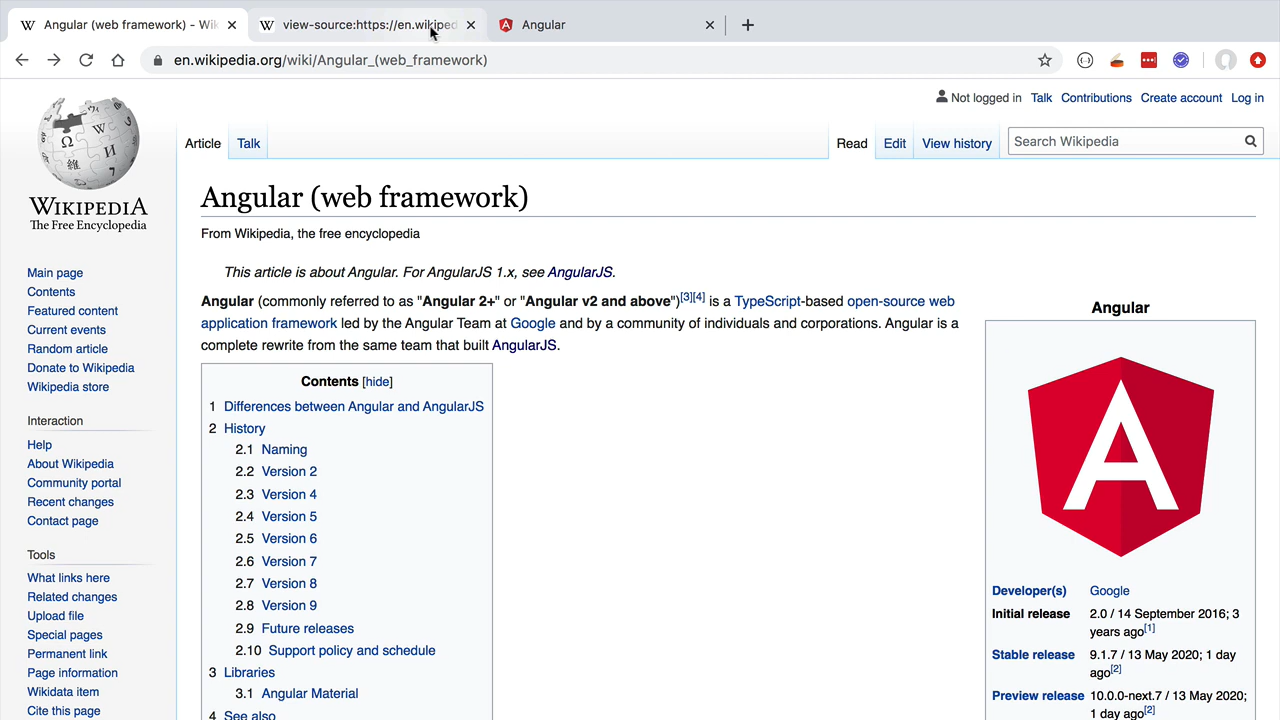 Angular (web framework) - Wik
view-source:https://en.wikiped
Angular
en.wikipedia.org/wiki/Angular_(web_framework)
Not logged in Talk Contributions Create account Log in
Article Talk Read Edit View history Search Wikipedia
WIKIPEDIA
The Free Encyclopedia
Main page
Contents
Featured content
Current events
Random article
Donate to Wikipedia
Wikipedia store
Interaction
Help
About Wikipedia
Community portal
Recent changes
Contact page
Tools
What links here
Related changes
Upload file
Special pages
Permanent link
Page information
Wikidata item
Cite this page
Angular (web framework)
From Wikipedia, the free encyclopedia
This article is about Angular. For AngularJS 1.x, see AngularJS.
Angular (commonly referred to as "Angular 2+" or "Angular v2 and above")[3][4] is a TypeScript-based open-source web
application framework led by the Angular Team at Google and by a community of individuals and corporations. Angular is a
complete rewrite from the same team that built AngularJS.
Contents [hide]
1 Differences between Angular and AngularJS
2 History
2.1 Naming
2.2 Version 2
2.3 Version 4
2.4 Version 5
2.5 Version 6
2.6 Version 7
2.7 Version 8
2.8 Version 9
2.9 Future releases
2.10 Support policy and schedule
3 Libraries
3.1 Angular Material
4 See also
Angular
A
Developer(s) Google
Initial release 2.0 / 14 September 2016; 3
years ago[1]
Stable release 9.1.7 / 13 May 2020; 1 day
ago[2]
Preview release 10.0.0-next.7 / 13 May 2020;
1 day ago[2]